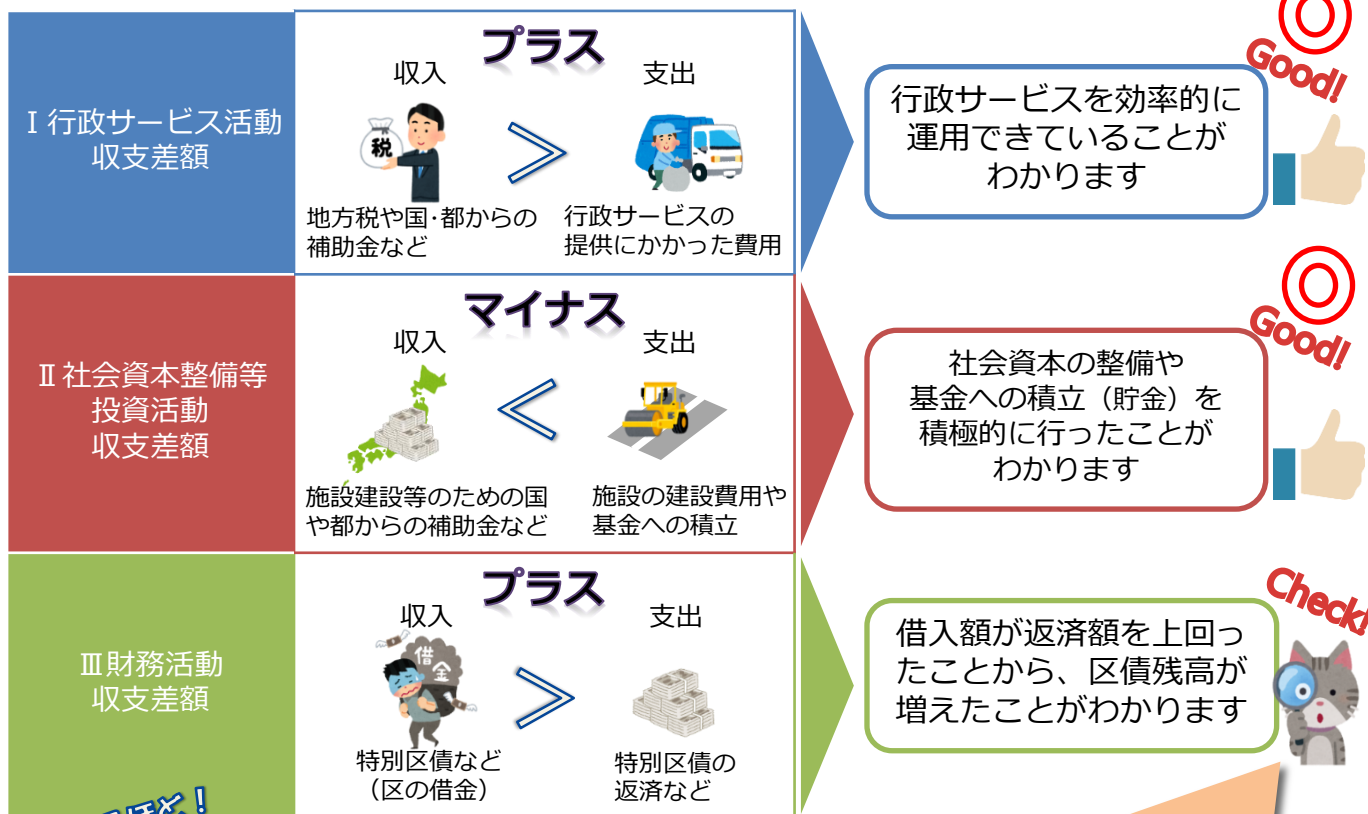 Ⅰ行政サービス活動
収支差額
プラス
収入
支出
税
地方税や国・都からの
補助金など
行政サービスの
提供にかかった費用
行政サービスを効率的に
運用できていることが
わかります
Good!
Ⅱ社会資本整備等
投資活動
収支差額
マイナス
収入
支出
施設建設等のための国
や都からの補助金など
施設の建設費用や
基金への積立
社会資本の整備や
基金への積立（貯金）を
積極的に行ったことが
わかります
Good!
Ⅲ財務活動
収支差額
プラス
収入
支出
借金
特別区債など
（区の借金）
特別区債の
返済など
借入額が返済額を上回っ
たことから、区債残高が
増えたことがわかります
Check!